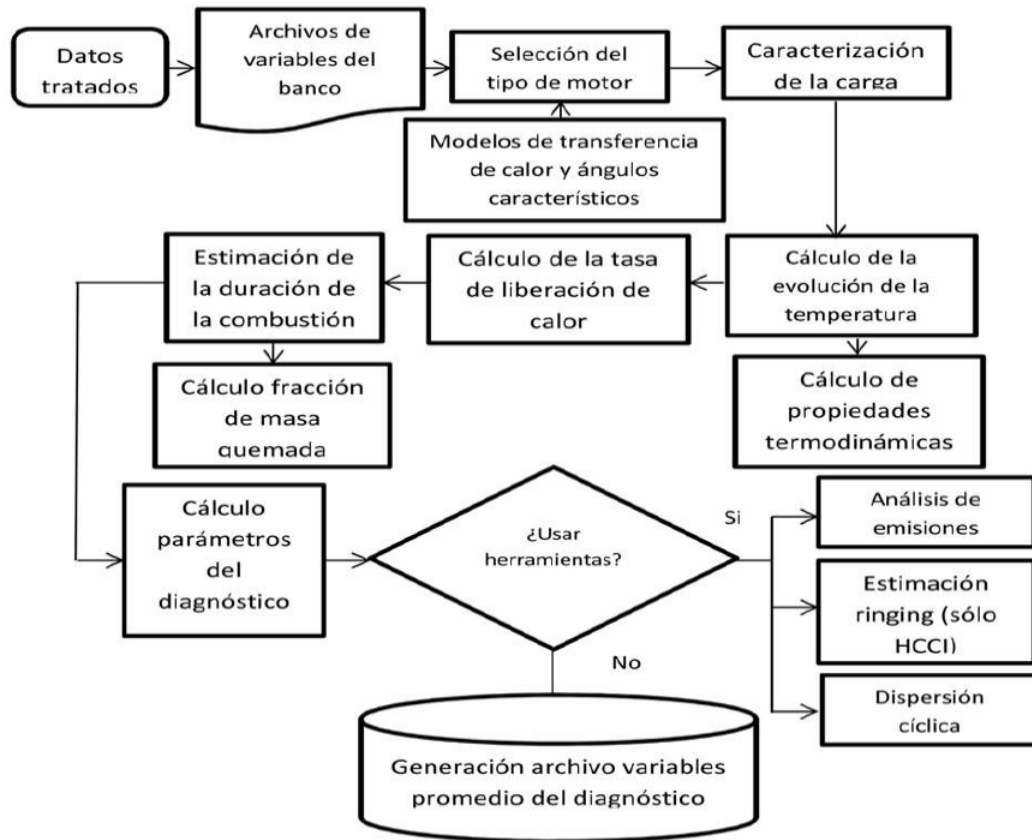 Datos
tratados
Archivos de
variables del
banco
Selección del
tipo de motor
Caracterización
de la carga
Modelos de transferencia
de calor y ángulos
característicos
Estimación de
la duración de
la combustión
Cálculo de la tasa
de liberación de
calor
Cálculo de la
evolución de la
temperatura
Cálculo fracción
de masa
quemada
Cálculo de
propiedades
termodinámicas
Cálculo
parámetros
del
diagnóstico
¿Usar
herramientas?
Si
No
Análisis de
emisiones
Estimación
ringing (sólo
HCCI)
Dispersión
cíclica
Generación archivo variables
promedio del diagnóstico